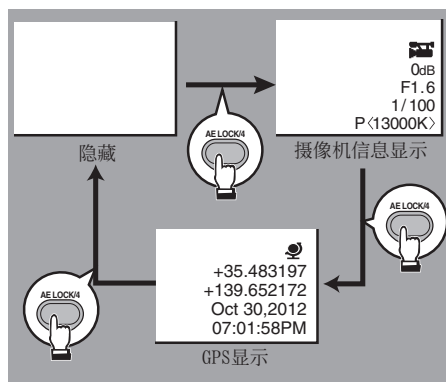 0dB
F1.6
1/100
P〈13000K〉
AE LOCK/4
隐藏
摄像机信息显示
AE LOCK/4
+35.483197
+139.652172
Oct 30,2012
07:01:58PM
AE LOCK/4
GPS显示